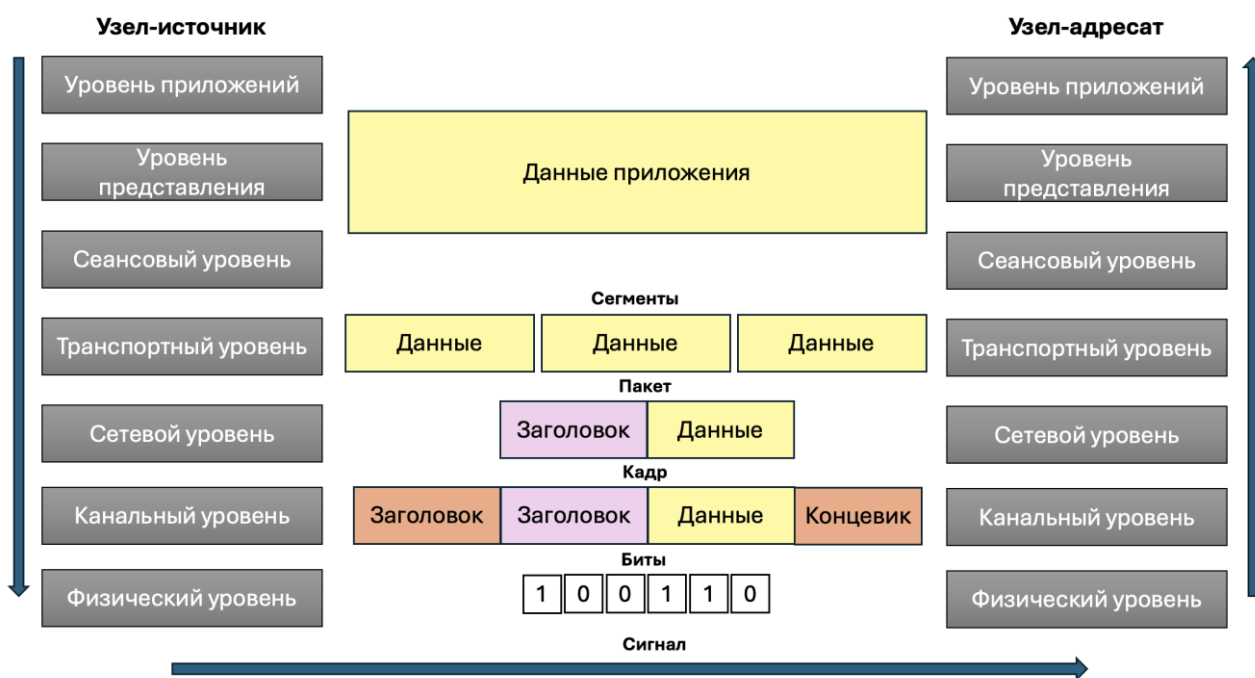 Узел-источник
Узел-адресат
Уровень приложений
Уровень приложений
Данные приложения
Уровень
представления
Уровень
представления
Сеансовый уровень
Сеансовый уровень
Сегменты
Транспортный уровень
Данные
Данные
Данные
Транспортный уровень
Пакет
Сетевой уровень
Заголовок
Данные
Сетевой уровень
Кадр
Канальный уровень
Заголовок
Заголовок
Данные
Концевик
Канальный уровень
Биты
Физический уровень
1 0 0 1 1 0
Физический уровень
Сигнал